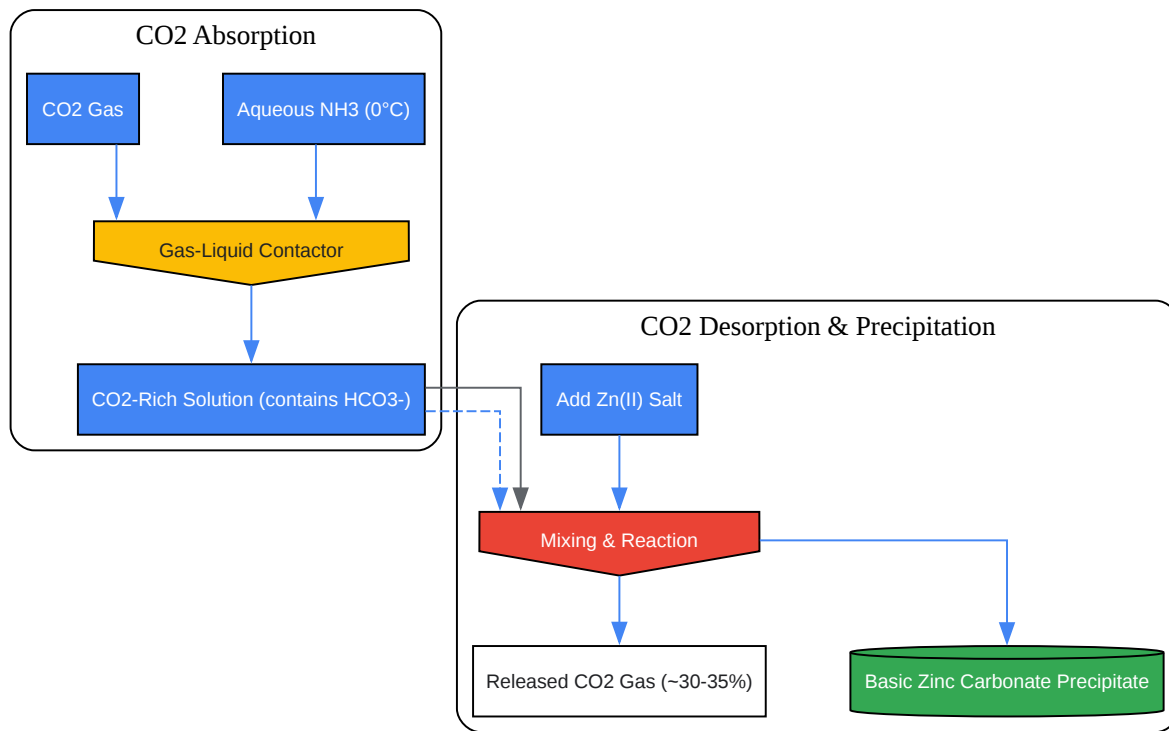 CO2 Absorption
CO2 Gas
Aqueous NH3 (0°C)
Gas-Liquid Contactor
CO2-Rich Solution (contains HCO3-)
CO2 Desorption & Precipitation
Add Zn(II) Salt
Mixing & Reaction
Released CO2 Gas (~30-35%)
Basic Zinc Carbonate Precipitate